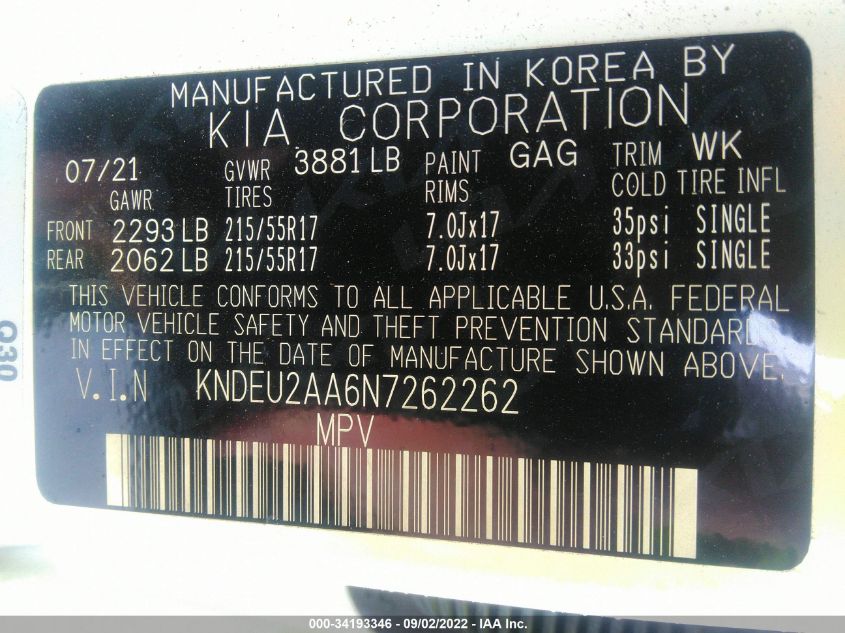 MANUFACTURED IN KOREA BY
KIA CORPORATION
07/21 GVWR 3881 LB PAINT GAG TRIM WK
GAWR TIRES RIMS COLD TIRE INFL
FRONT 2293 LB 215/55R17 7.0Jx17 35psi SINGLE
REAR 2062 LB 215/55R17 7.0Jx17 33psi SINGLE
THIS VEHICLE CONFORMS TO ALL APPLICABLE U.S.A. FEDERAL
MOTOR VEHICLE SAFETY AND THEFT PREVENTION STANDARDS
IN EFFECT ON THE DATE OF MANUFACTURE SHOWN ABOVE.
V.I.N KNDEU2AA6N7262262
MPV
Q30
000-34193346 - 09/02/2022 - IAA Inc.